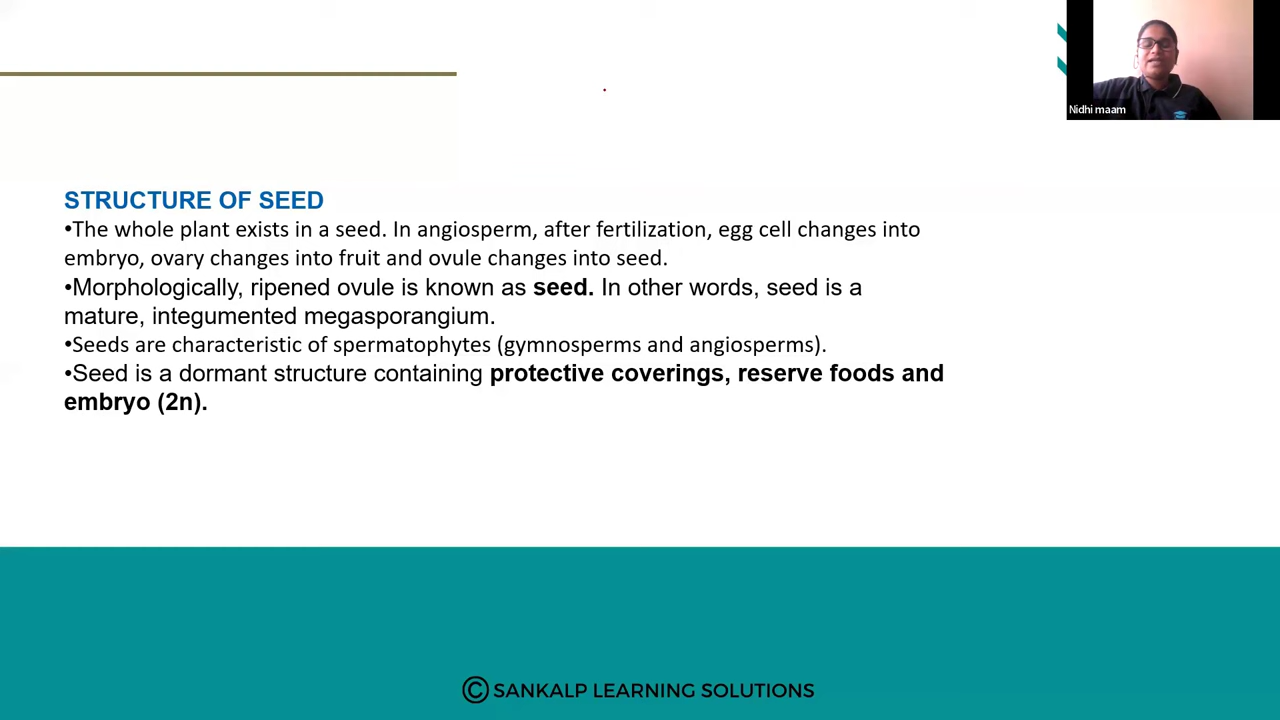 Nidhi maam
STRUCTURE OF SEED
•The whole plant exists in a seed. In angiosperm, after fertilization, egg cell changes into
embryo, ovary changes into fruit and ovule changes into seed.
•Morphologically, ripened ovule is known as seed. In other words, seed is a
mature, integumented megasporangium.
•Seeds are characteristic of spermatophytes (gymnosperms and angiosperms).
•Seed is a dormant structure containing protective coverings, reserve foods and
embryo (2n).
© SANKALP LEARNING SOLUTIONS